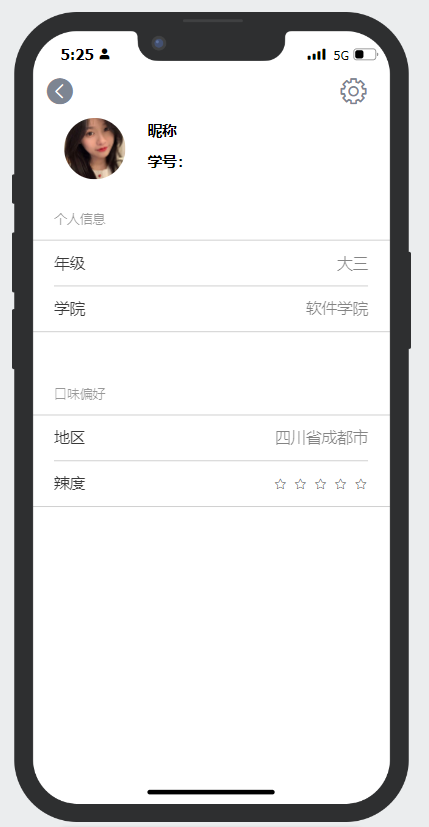 5:25 5G
昵称
学号：
个人信息
年级 大三
学院 软件学院
口味偏好
地区 四川省成都市
辣度 ☆ ☆ ☆ ☆ ☆